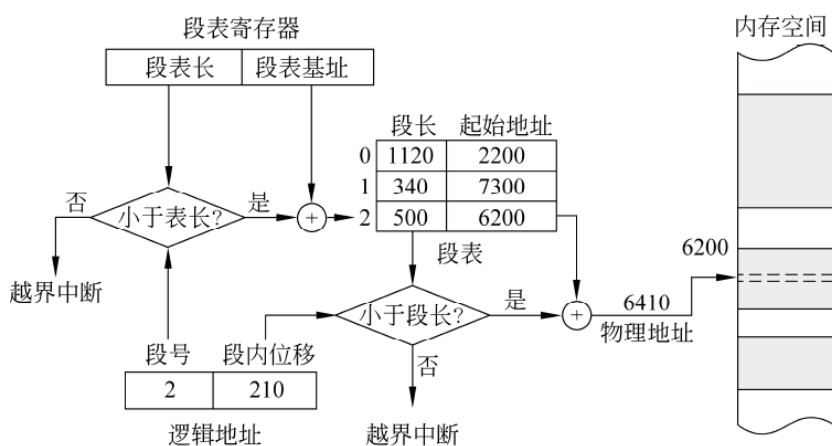 段表寄存器
段表长 段表基址
内存空间
段长 起始地址
0 1120 2200
1 340 7300
2 500 6200
否
小于表长?
是
+
段表
6200
越界中断
小于段长?
是
+
6410
物理地址
段号 段内位移
2 210
否
逻辑地址
越界中断